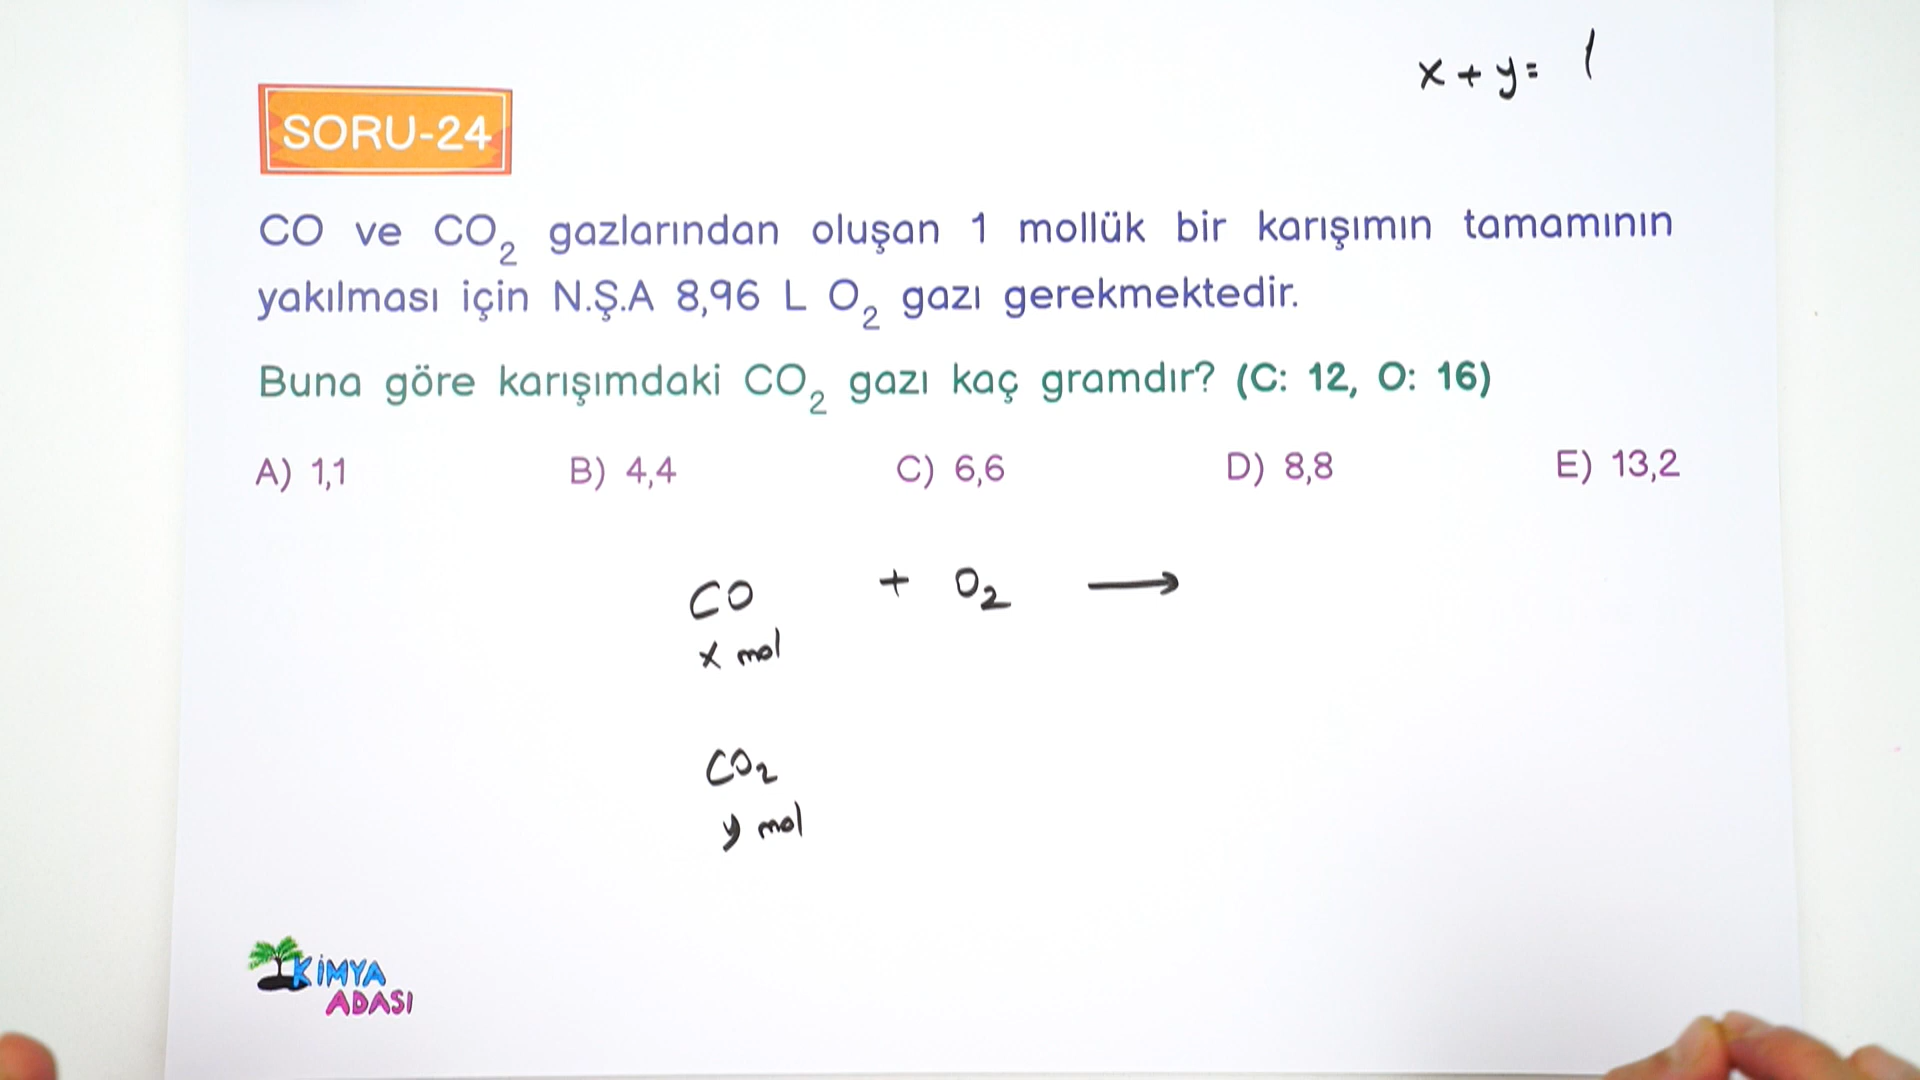 x + y = 1
SORU-24
CO ve CO₂ gazlarından oluşan 1 mollük bir karışımın tamamının
yakılması için N.Ş.A 8,96 L O₂ gazı gerekmektedir.
Buna göre karışımdaki CO₂ gazı kaç gramdır? (C: 12, O: 16)
A) 1,1 B) 4,4 C) 6,6 D) 8,8 E) 13,2
CO + O₂ →
x mol
CO₂
y mol
KİMYA
ADASI